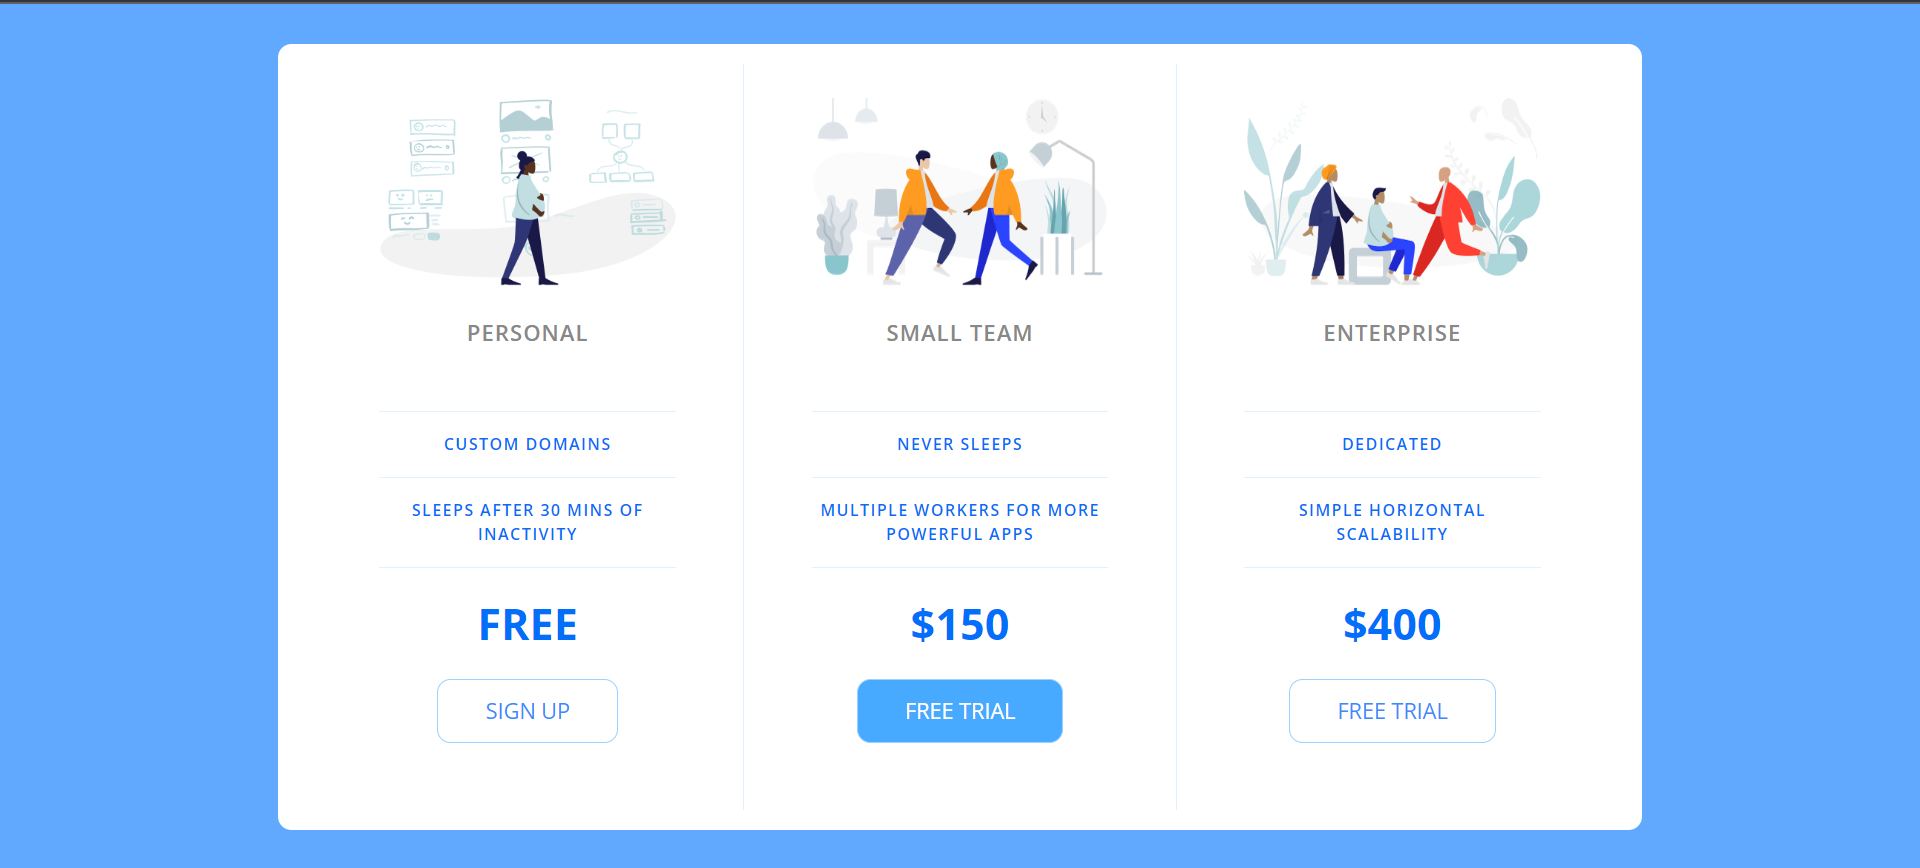 PERSONAL
CUSTOM DOMAINS
SLEEPS AFTER 30 MINS OF
INACTIVITY
FREE
SIGN UP
SMALL TEAM
NEVER SLEEPS
MULTIPLE WORKERS FOR MORE
POWERFUL APPS
$150
FREE TRIAL
ENTERPRISE
DEDICATED
SIMPLE HORIZONTAL
SCALABILITY
$400
FREE TRIAL